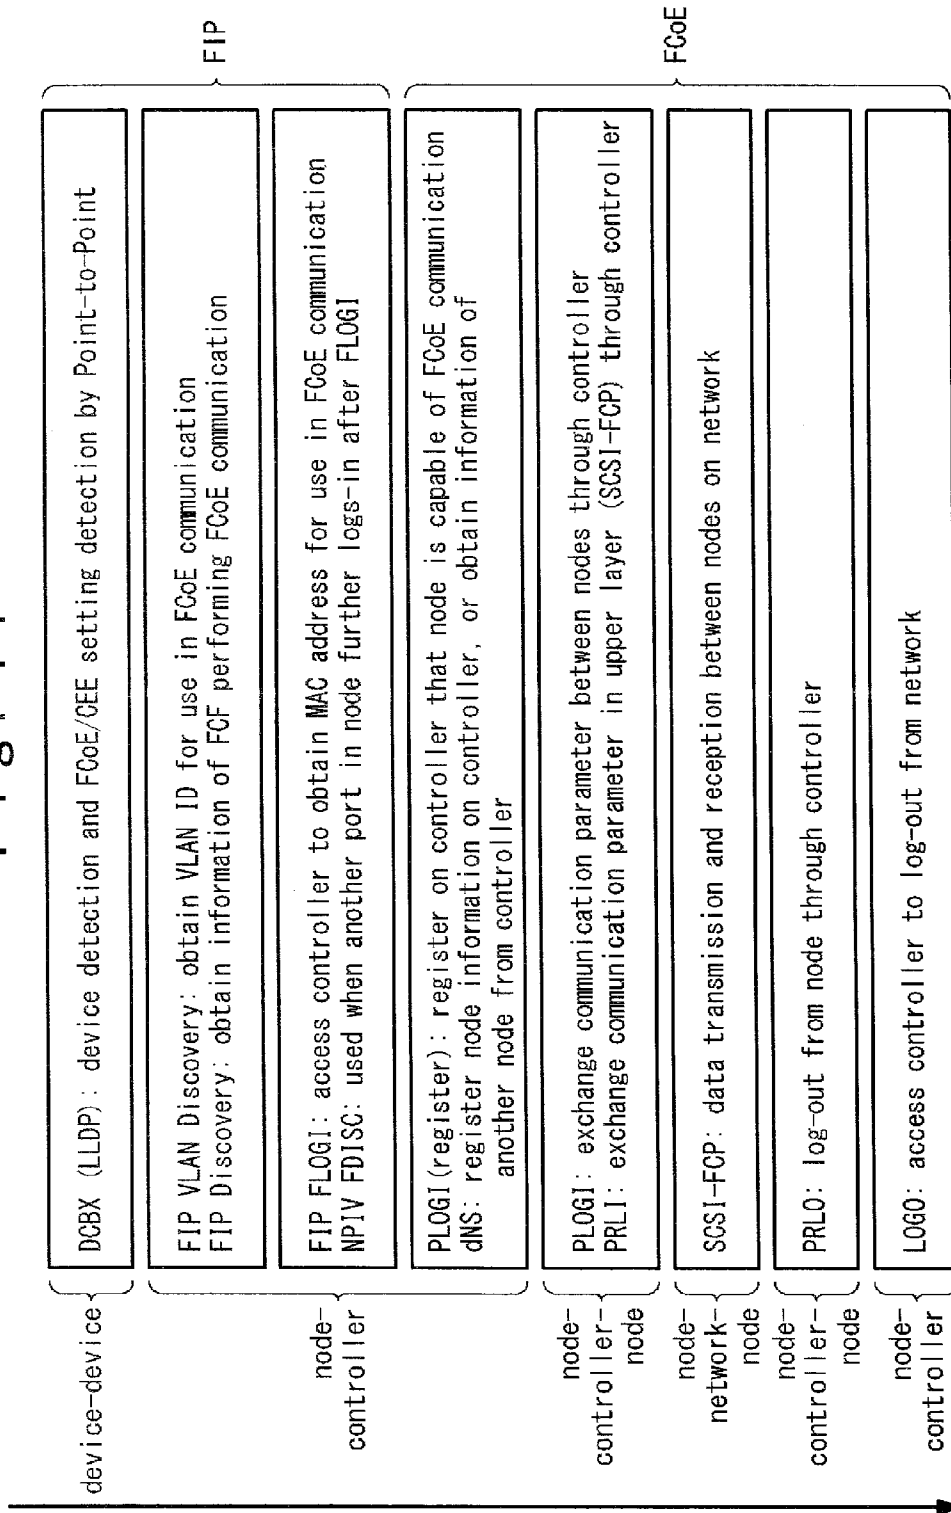 device-device
DCBX (LLDP): device detection and FCoE/CEE setting detection by Point-to-Point
FIP
FIP VLAN Discovery: obtain VLAN ID for use in FCoE communication
FIP Discovery: obtain information of FCF performing FCoE communication
node-
controller
FIP FLOGI: access controller to obtain MAC address for use in FCoE communication
NPIV FDISC: used when another port in node further logs-in after FLOGI
PLOGI(register): register on controller that node is capable of FCoE communication
dNS: register node information on controller, or obtain information of
another node from controller
FCoE
node-
controller-
node
PLOGI: exchange communication parameter between nodes through controller
PRLI: exchange communication parameter in upper layer (SCSI-FCP) through controller
node-
network-
node
SCSI-FCP: data transmission and reception between nodes on network
node-
controller-
node
PRLO: log-out from node through controller
node-
controller
LOGO: access controller to log-out from network